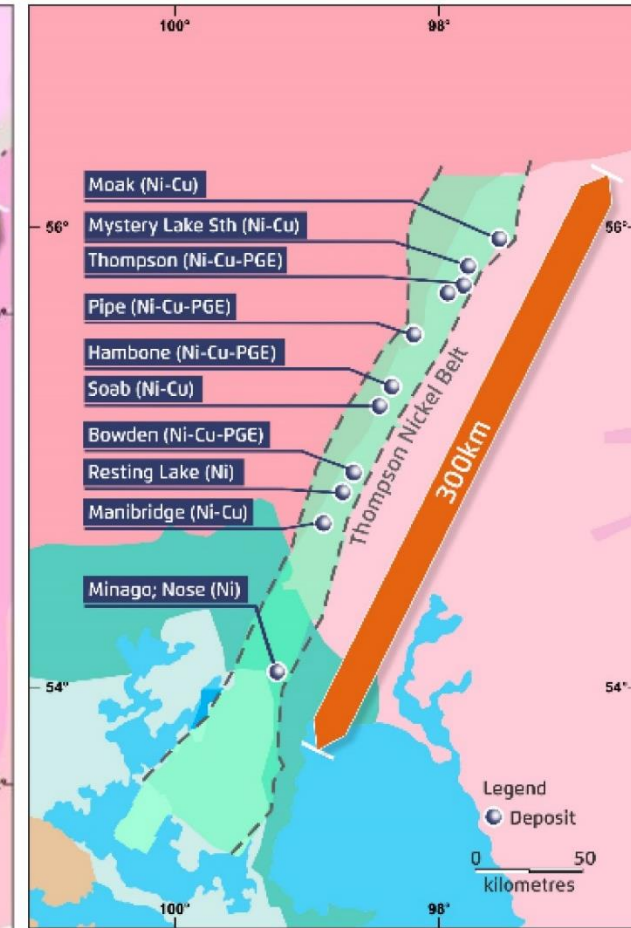 100°
98°
Moak (Ni-Cu)
56°
56°
Mystery Lake Sth (Ni-Cu)
Thompson (Ni-Cu-PGE)
Pipe (Ni-Cu-PGE)
Hambone (Ni-Cu-PGE)
Soab (Ni-Cu)
Bowden (Ni-Cu-PGE)
Resting Lake (Ni)
Manibridge (Ni-Cu)
Thompson Nickel Belt
300km
Minago; Nose (Ni)
54°
54°
Legend
Deposit
0 50
kilometres
100°
98°